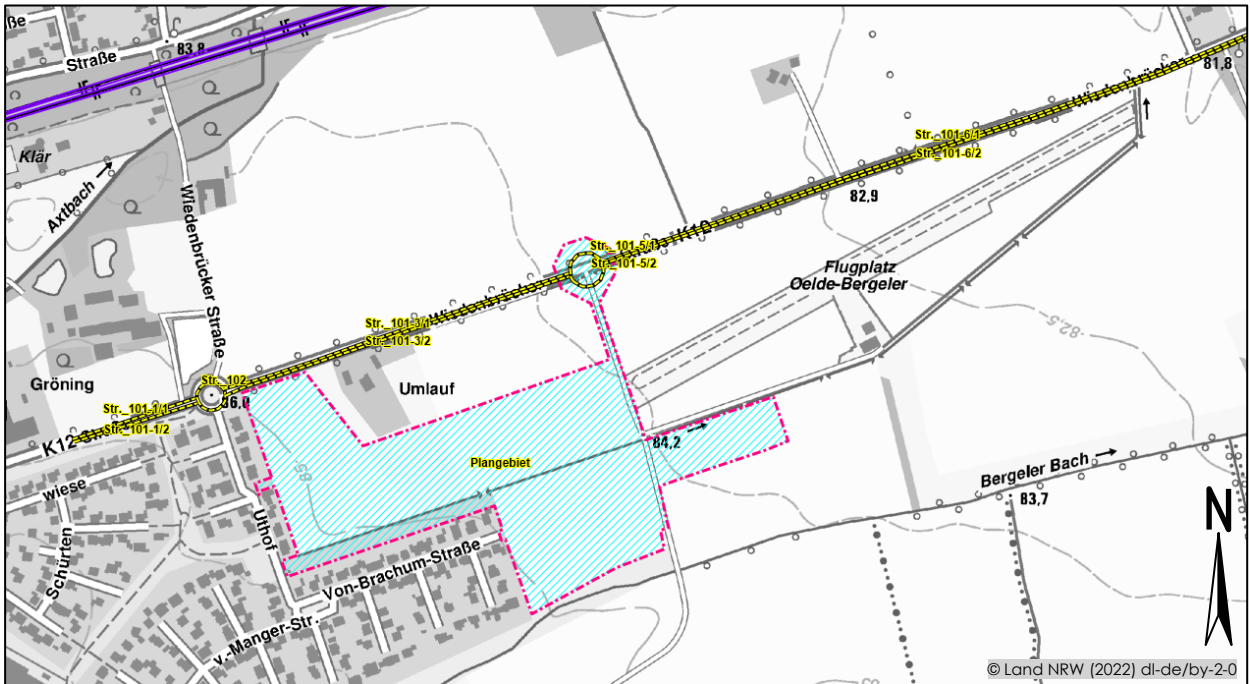 ße
Straße
83,8
81,8
Klär
Axtbach
Wiedenbrücker Straße
Str._101-6/1
Str._101-6/2
82,9
K12
Str._101-5/1
Str._101-5/2
Flugplatz
Oelde-Bergeler
82,5
Str._101-3/1
Str._101-3/2
Gröning
Str._102
Umlauf
Str._101-1/1
Str._101-1/2
K12
84,2
Plangebiet
85
Bergeler Bach
83,7
wiese
Schürten
Uthof
Von-Brachum-Straße
v.-Manger-Str.
N
© Land NRW (2022) dl-de/by-2-0